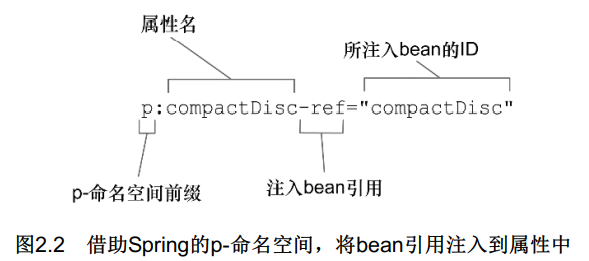 属性名
所注入bean的ID
p:compactDisc-ref="compactDisc"
p-命名空间前缀
注入bean引用
图2.2 借助Spring的p-命名空间，将bean引用注入到属性中